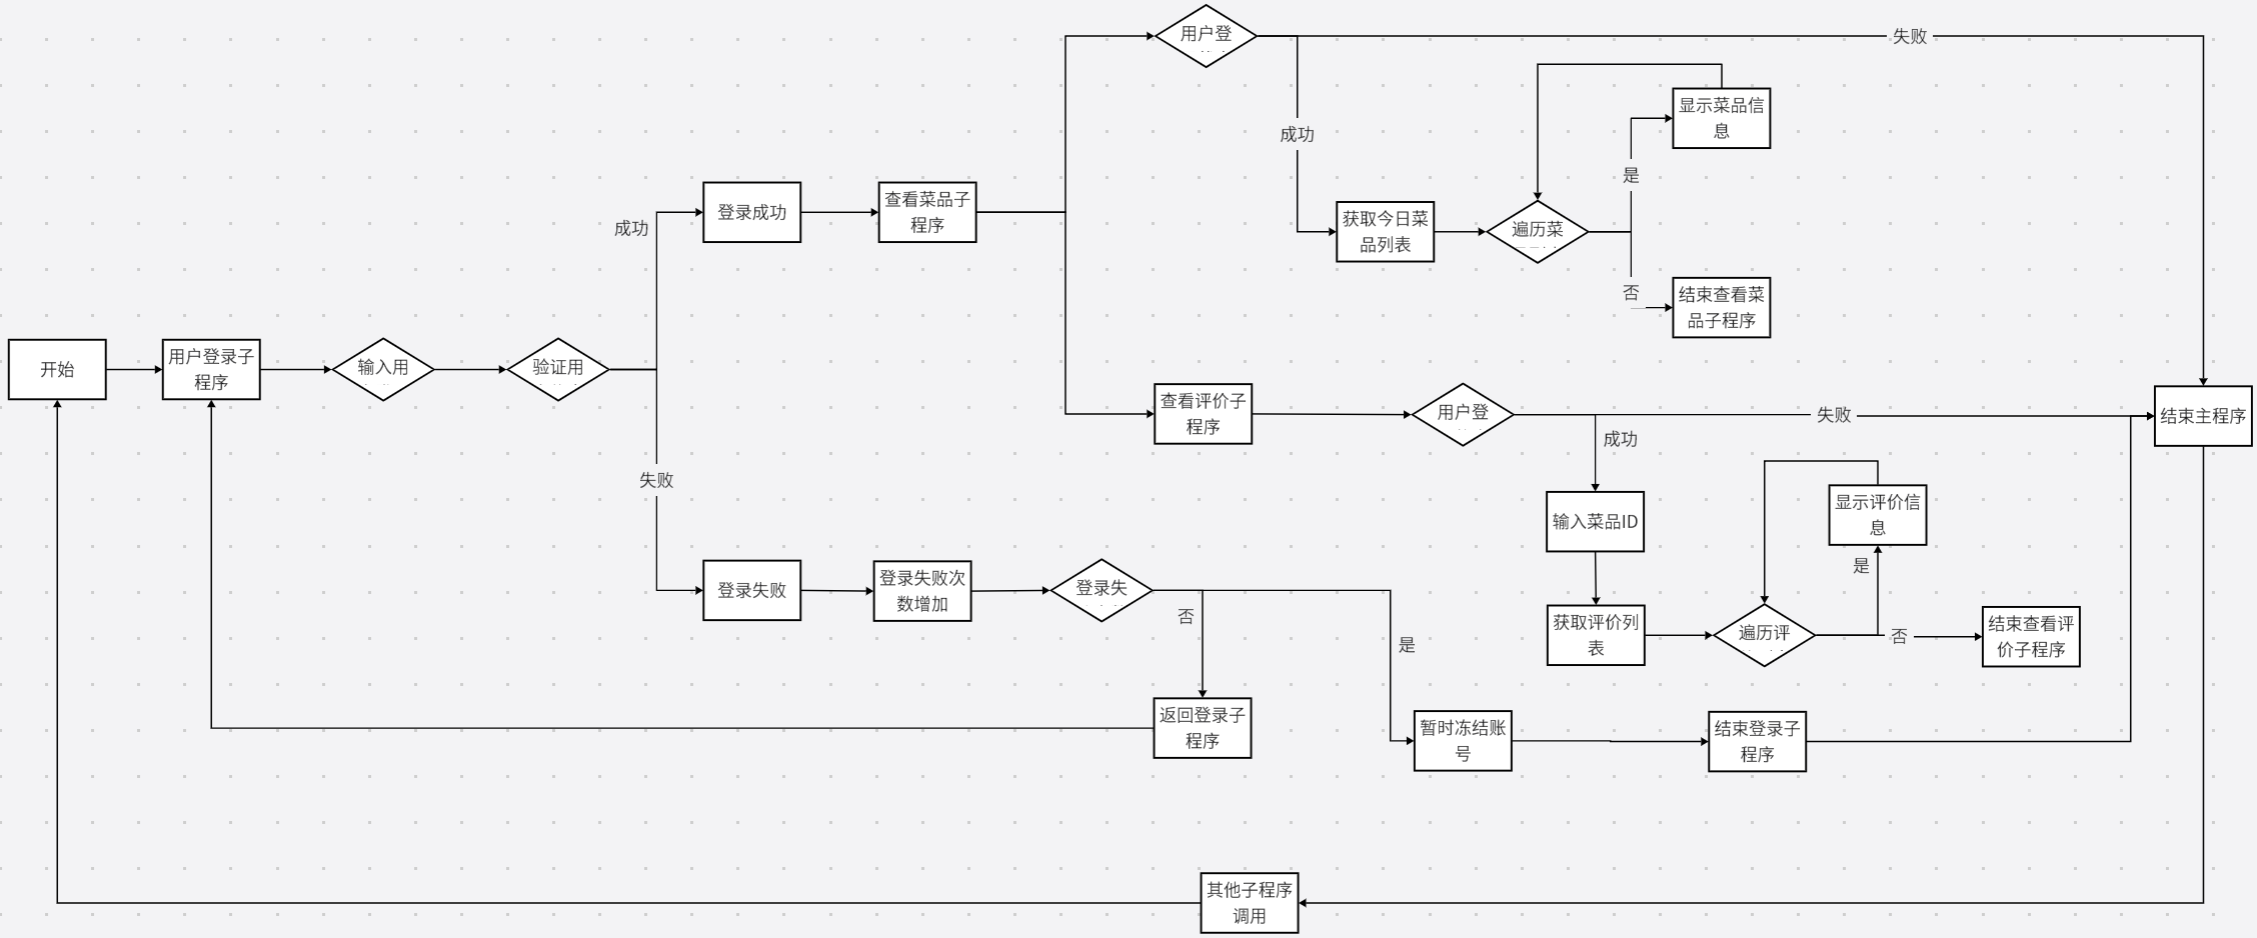 用户登
失败
显示菜品信
息
成功
是
登录成功
查看菜品子
程序
成功
获取今日菜
品列表
遍历菜
否
结束查看菜
品子程序
开始
用户登录子
程序
输入用
验证用
查看评价子
程序
用户登
失败
结束主程序
成功
失败
输入菜品ID
显示评价信
息
是
登录失败
登录失败次
数增加
登录失
否
是
获取评价列
表
遍历评
否
结束查看评
价子程序
返回登录子
程序
暂时冻结账
号
结束登录子
程序
其他子程序
调用